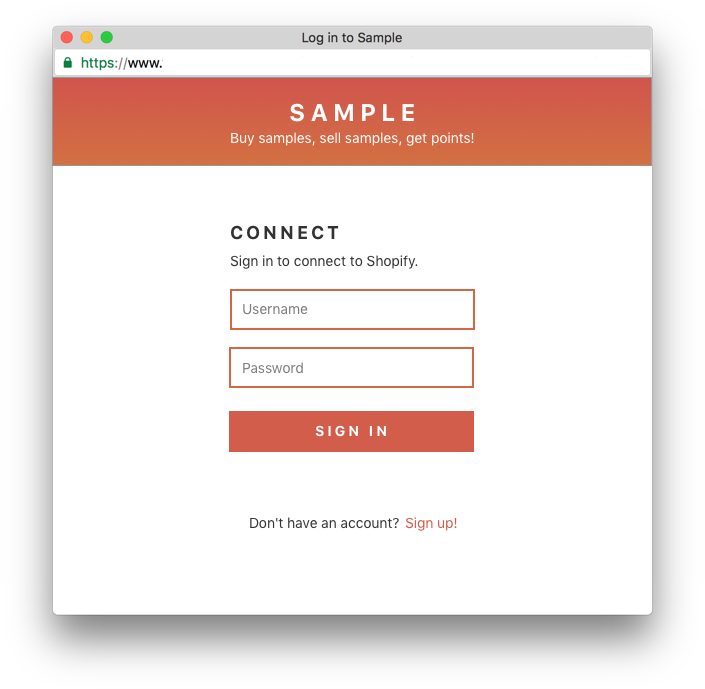 Log in to Sample
https://www.
SAMPLE
Buy samples, sell samples, get points!
CONNECT
Sign in to connect to Shopify.
Username
Password
SIGN IN
Don't have an account? Sign up!